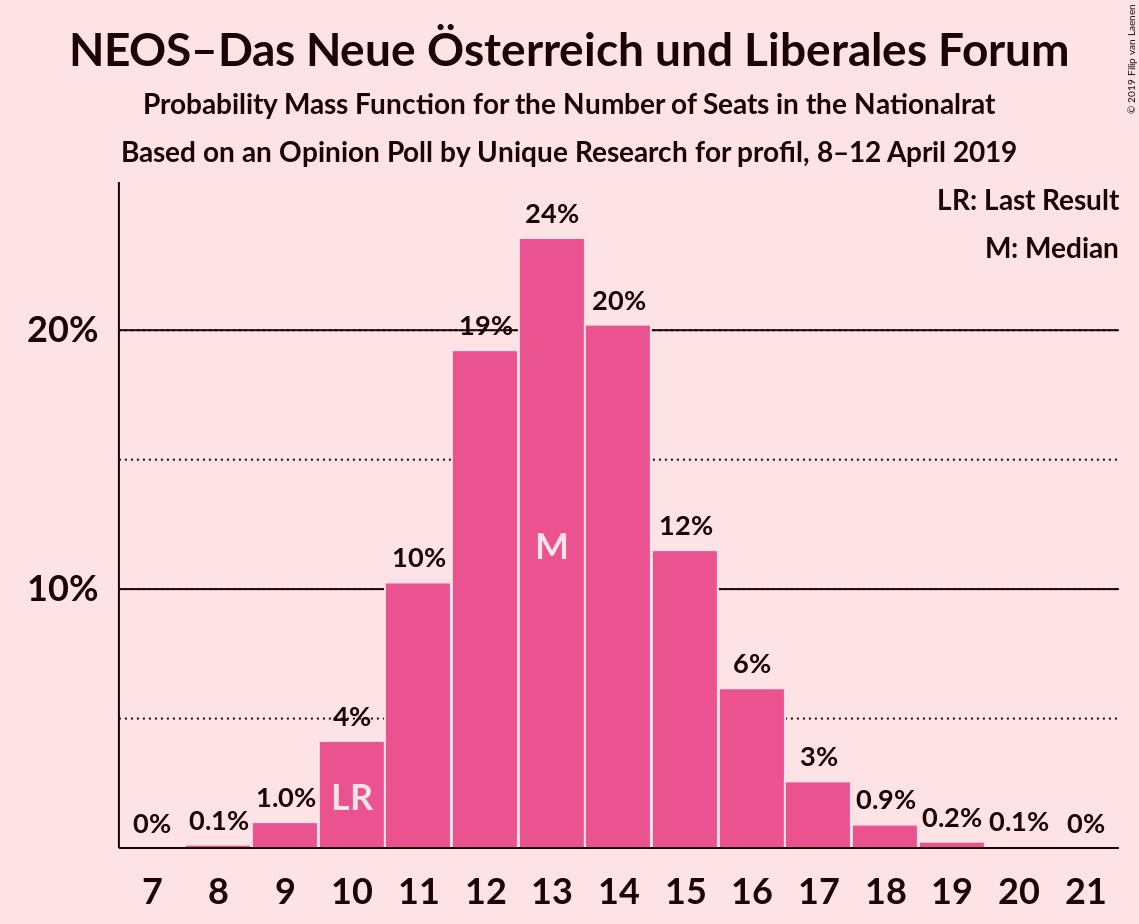 NEOS–Das Neue Österreich und Liberales Forum
Probability Mass Function for the Number of Seats in the Nationalrat
Based on an Opinion Poll by Unique Research for profil, 8–12 April 2019
© 2019 Filip van Laenen
LR: Last Result
M: Median
20%
10%
0%
0.1%
1.0%
4%
10%
19%
24%
20%
12%
6%
3%
0.9%
0.2%
0.1%
0%
LR
M
7 8 9 10 11 12 13 14 15 16 17 18 19 20 21